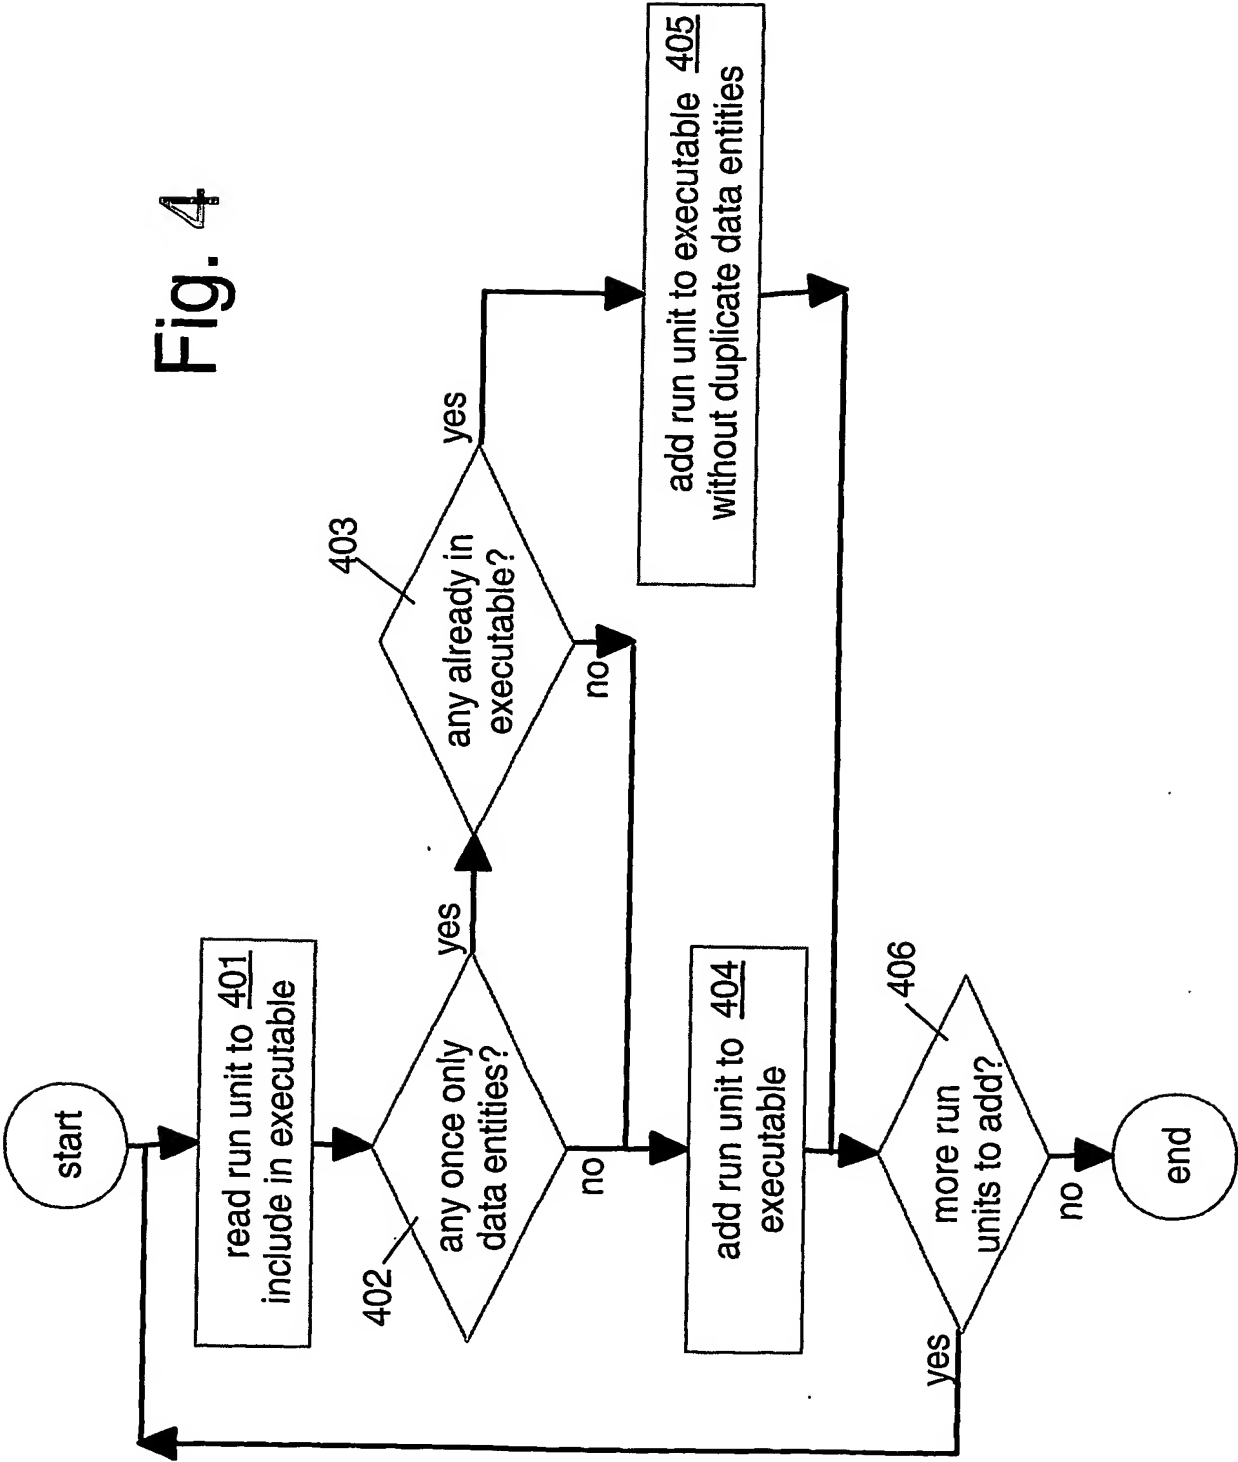 Fig. 4
start
read run unit to 401
include in executable
402
any once only
data entities?
yes
no
403
any already in
executable?
yes
no
add run unit to 404
executable
add run unit to executable 405
without duplicate data entities
406
more run
units to add?
yes
no
end